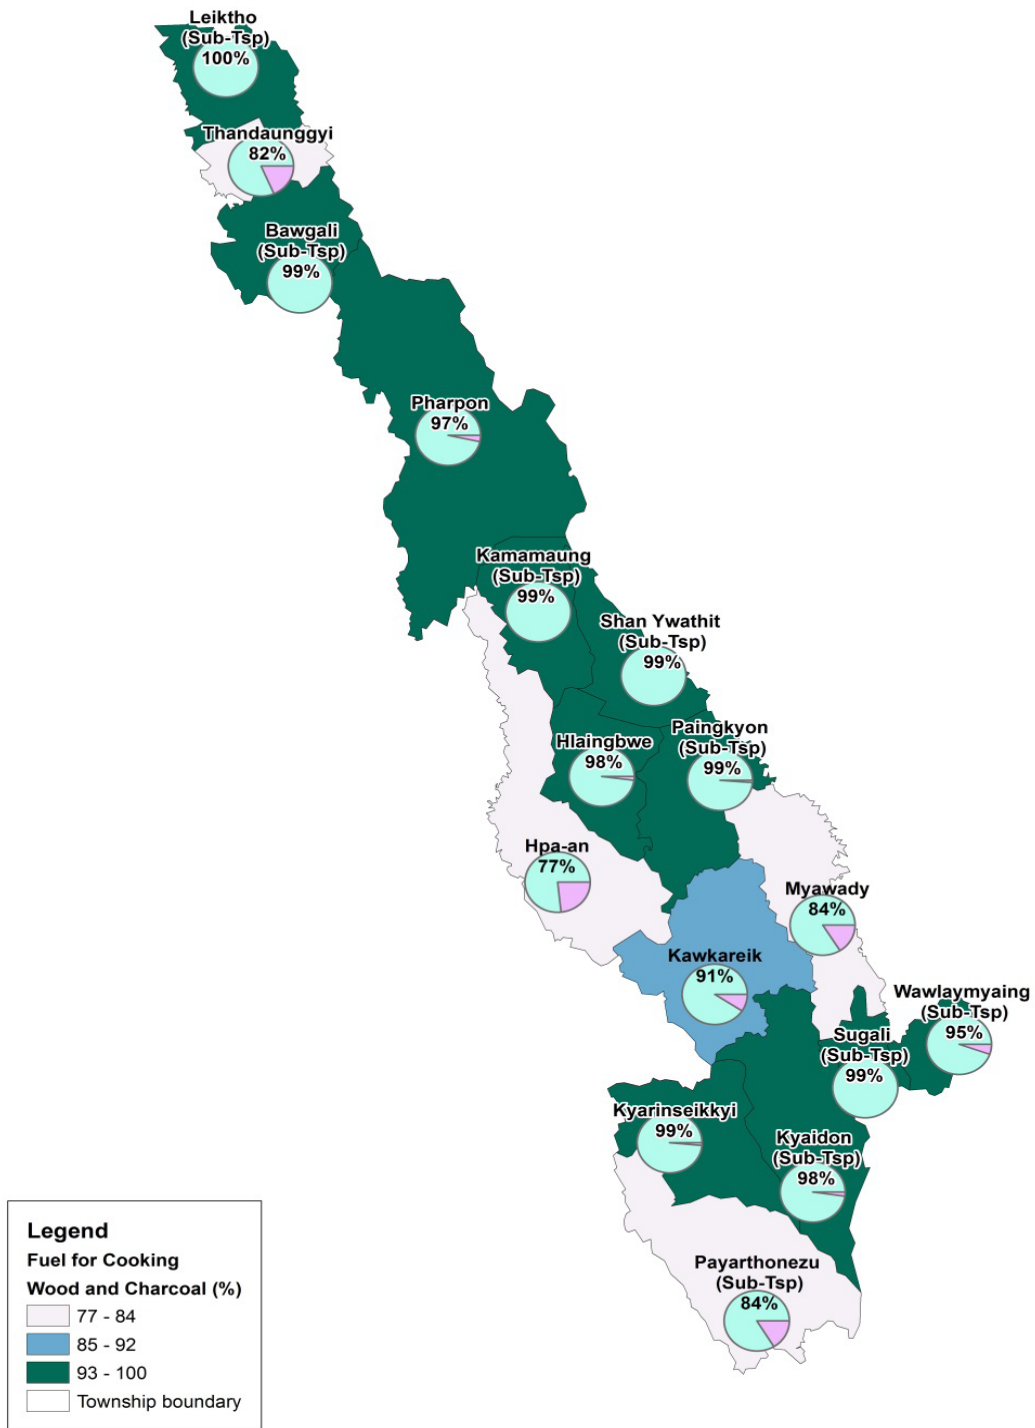 Leiktho
(Sub-Tsp)
100%
Thandaunggyi
82%
Bawgali
(Sub-Tsp)
99%
Pharpon
97%
Kamamaung
(Sub-Tsp)
99%
Shan Ywathit
(Sub-Tsp)
99%
Hlaingbwe
98%
Paingkyon
(Sub-Tsp)
99%
Hpa-an
77%
Myawady
84%
Kawkareik
91%
Wawlaymyaing
(Sub-Tsp)
95%
Sugali
(Sub-Tsp)
99%
Kyarinseikkyi
99%
Kyaidon
(Sub-Tsp)
98%
Payarthonezu
(Sub-Tsp)
84%
Legend
Fuel for Cooking
Wood and Charcoal (%)
77 - 84
85 - 92
93 - 100
Township boundary